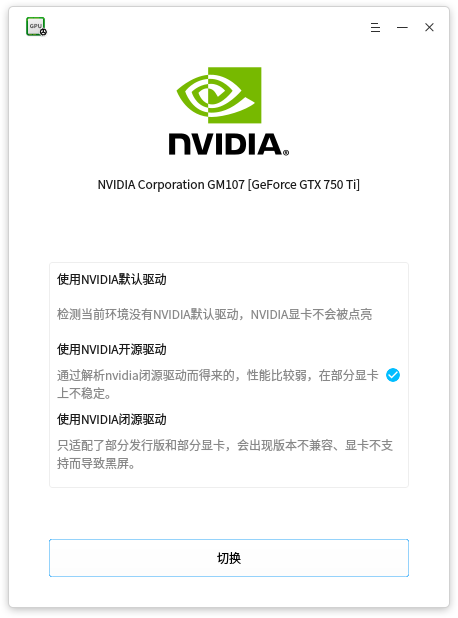 GPU
NVIDIA®
NVIDIA Corporation GM107 [GeForce GTX 750 Ti]
使用NVIDIA默认驱动
检测当前环境没有NVIDIA默认驱动，NVIDIA显卡不会被点亮
使用NVIDIA开源驱动
通过解析nvidia闭源驱动而得来的，性能比较弱，在部分显卡
上不稳定。
使用NVIDIA闭源驱动
只适配了部分发行版和部分显卡，会出现版本不兼容、显卡不支
持而导致黑屏。
切换